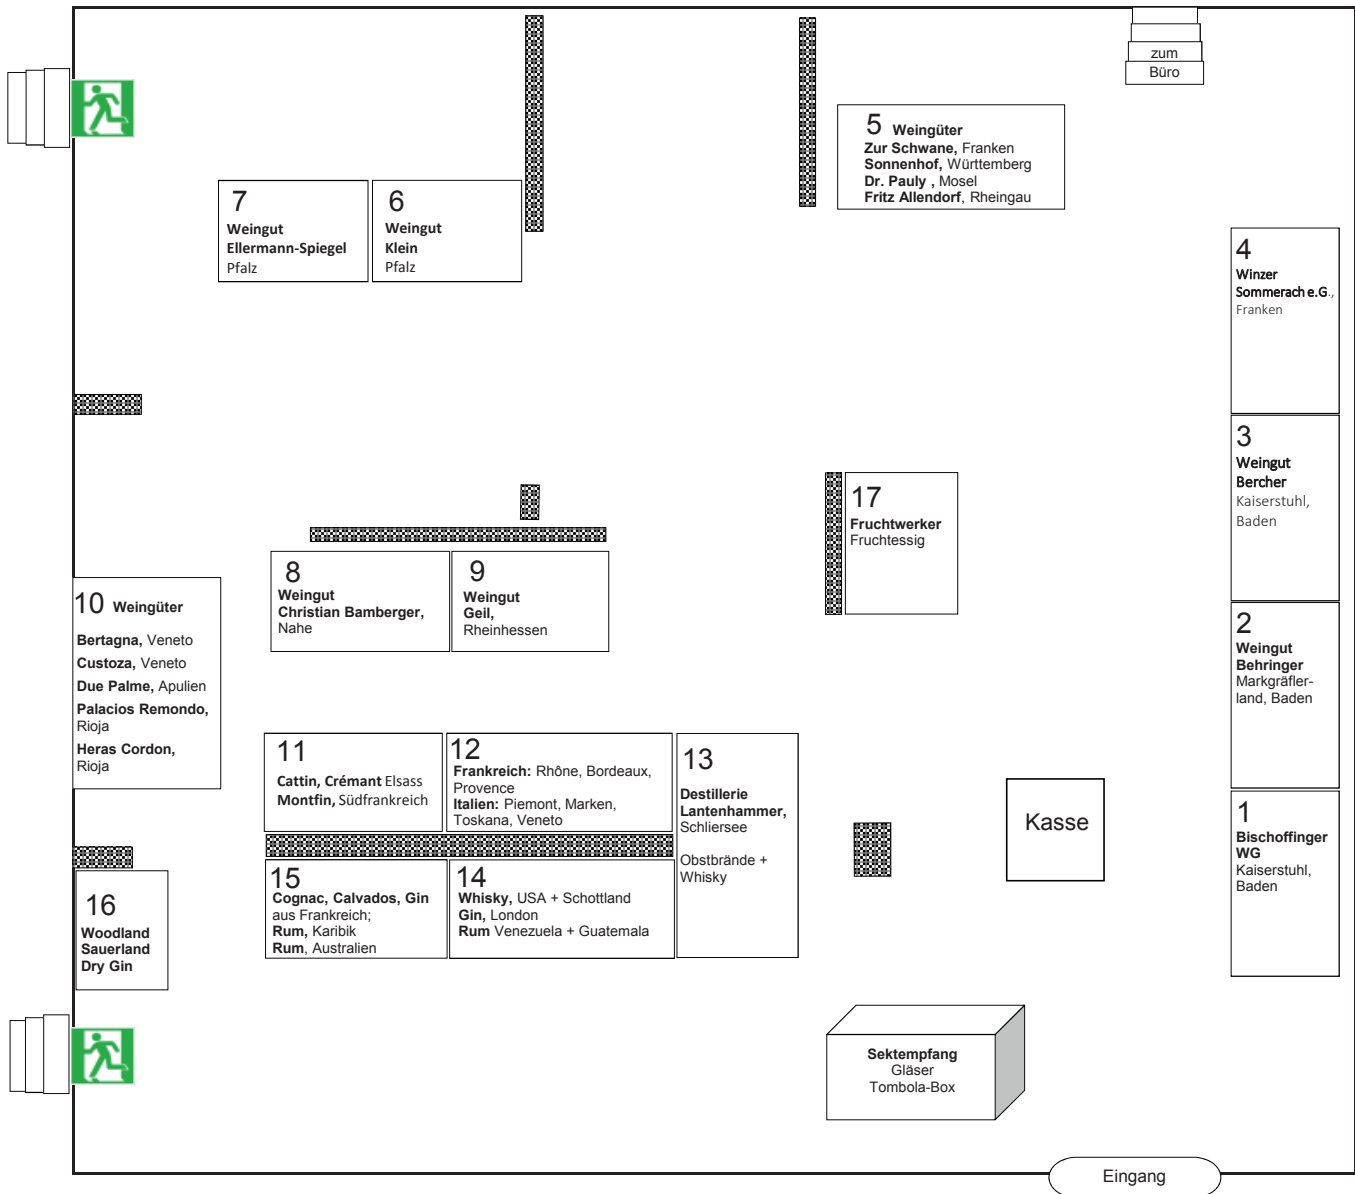 zum
Büro
5 Weingüter
Zur Schwane, Franken
Sonnenhof, Württemberg
Dr. Pauly , Mosel
Fritz Allendorf, Rheingau
7
Weingut
Ellermann-Spiegel
Pfalz
6
Weingut
Klein
Pfalz
4
Winzer
Sommerach e.G.,
Franken
3
Weingut
Bercher
Kaiserstuhl,
Baden
17
Fruchtwerker
Fruchtessig
8
Weingut
Christian Bamberger,
Nahe
9
Weingut
Geil,
Rheinhessen
10 Weingüter
Bertagna, Veneto
Custoza, Veneto
Due Palme, Apulien
Palacios Remondo,
Rioja
Heras Cordon,
Rioja
2
Weingut
Behringer
Markgräfler-
land, Baden
11
Cattin, Crémant Elsass
Montfin, Südfrankreich
12
Frankreich: Rhône, Bordeaux,
Provence
Italien: Piemont, Marken,
Toskana, Veneto
13
Destillerie
Lantenhammer,
Schliersee
Obstbrände +
Whisky
Kasse
1
Bischoffinger
WG
Kaiserstuhl,
Baden
15
Cognac, Calvados, Gin
aus Frankreich;
Rum, Karibik
Rum, Australien
14
Whisky, USA + Schottland
Gin, London
Rum Venezuela + Guatemala
16
Woodland
Sauerland
Dry Gin
Sektempfang
Gläser
Tombola-Box
Eingang